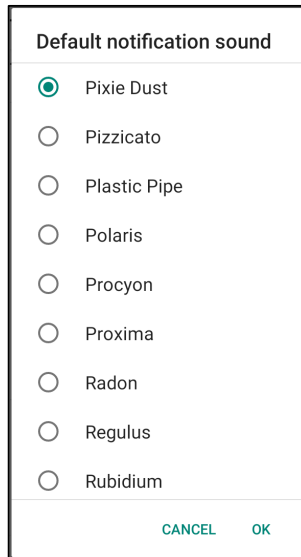 Default notification sound
Pixie Dust
Pizzicato
Plastic Pipe
Polaris
Procyon
Proxima
Radon
Regulus
Rubidium
CANCEL OK